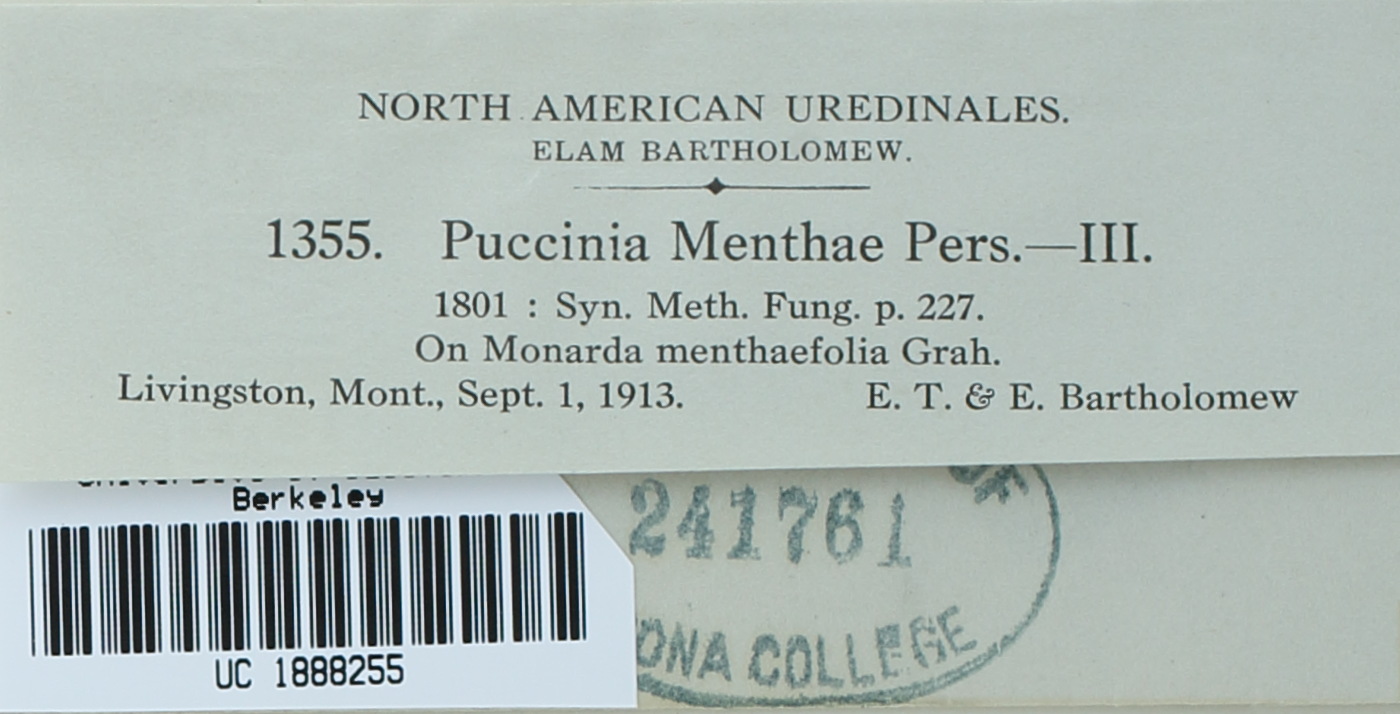 NORTH AMERICAN UREDINALES.
ELAM BARTHOLOMEW.
1355. Puccinia Menthae Pers.—III.
1801 : Syn. Meth. Fung. p. 227.
On Monarda menthaefolia Grah.
Livingston, Mont., Sept. 1, 1913. E. T. & E. Bartholomew
Berkeley
UC 1888255
OF
241761
ONA COLLEGE